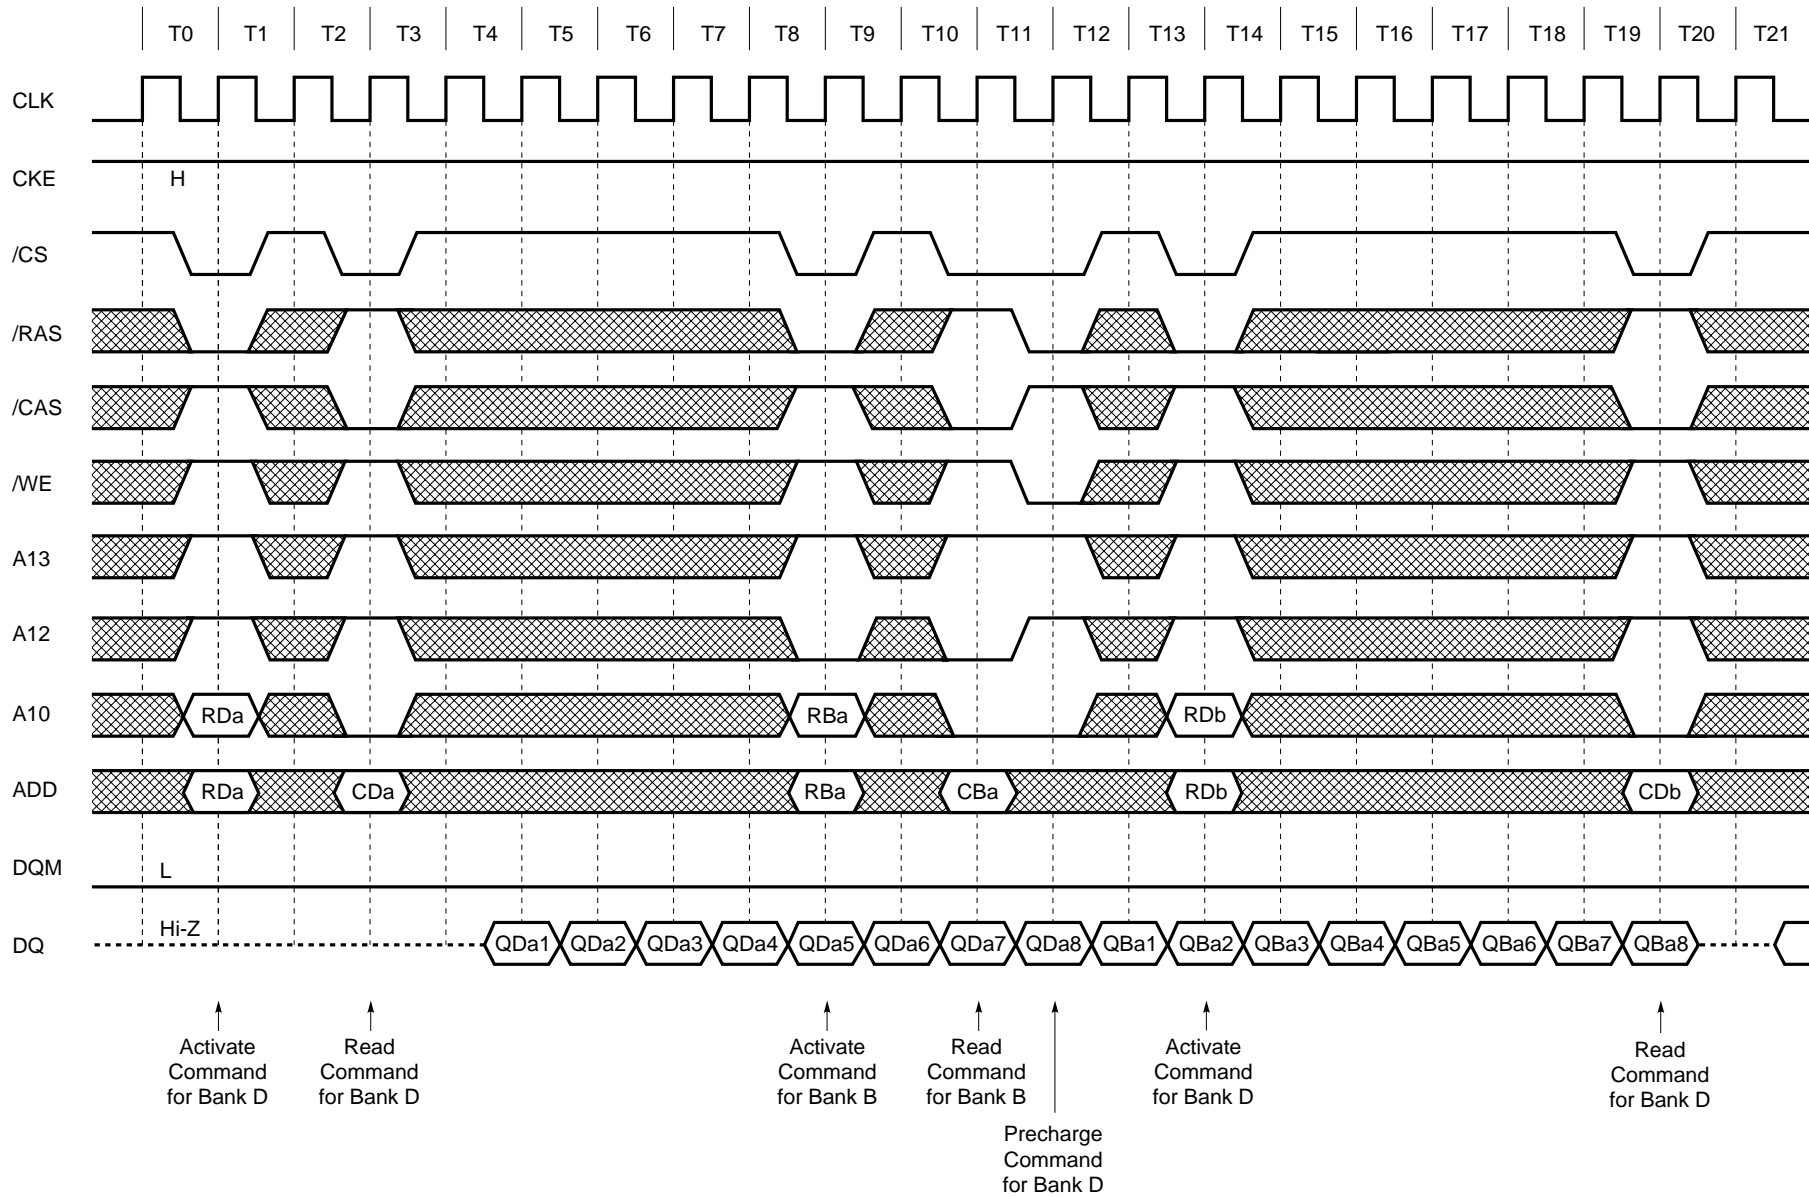 T0 T1 T2 T3 T4 T5 T6 T7 T8 T9 T10 T11 T12 T13 T14 T15 T16 T17 T18 T19 T20 T21
CLK
CKE H
/CS
/RAS
/CAS
/WE
A13
A12
A10 RDa RBa RDb
ADD RDa CDa RBa CBa RDb CDb
DQM L
DQ Hi-Z QDa1 QDa2 QDa3 QDa4 QDa5 QDa6 QDa7 QDa8 QBa1 QBa2 QBa3 QBa4 QBa5 QBa6 QBa7 QBa8
Activate
Command
for Bank D
Read
Command
for Bank D
Activate
Command
for Bank B
Read
Command
for Bank B
Precharge
Command
for Bank D
Activate
Command
for Bank D
Read
Command
for Bank D